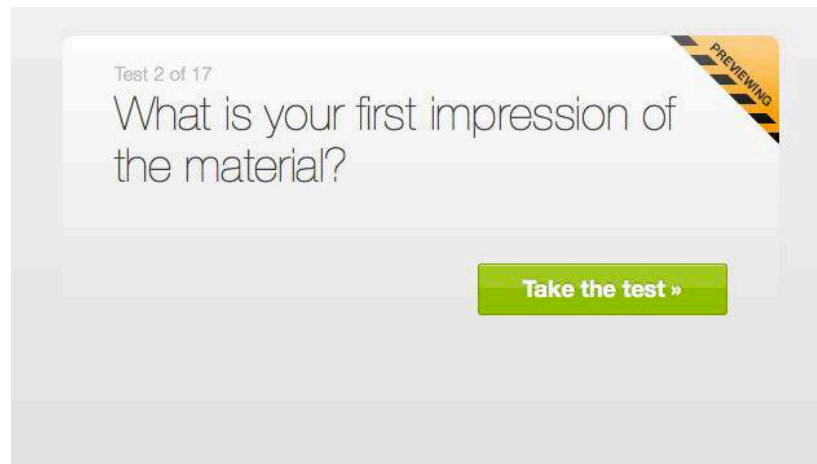 Test 2 of 17
PREVIEWING
What is your first impression of
the material?
Take the test »